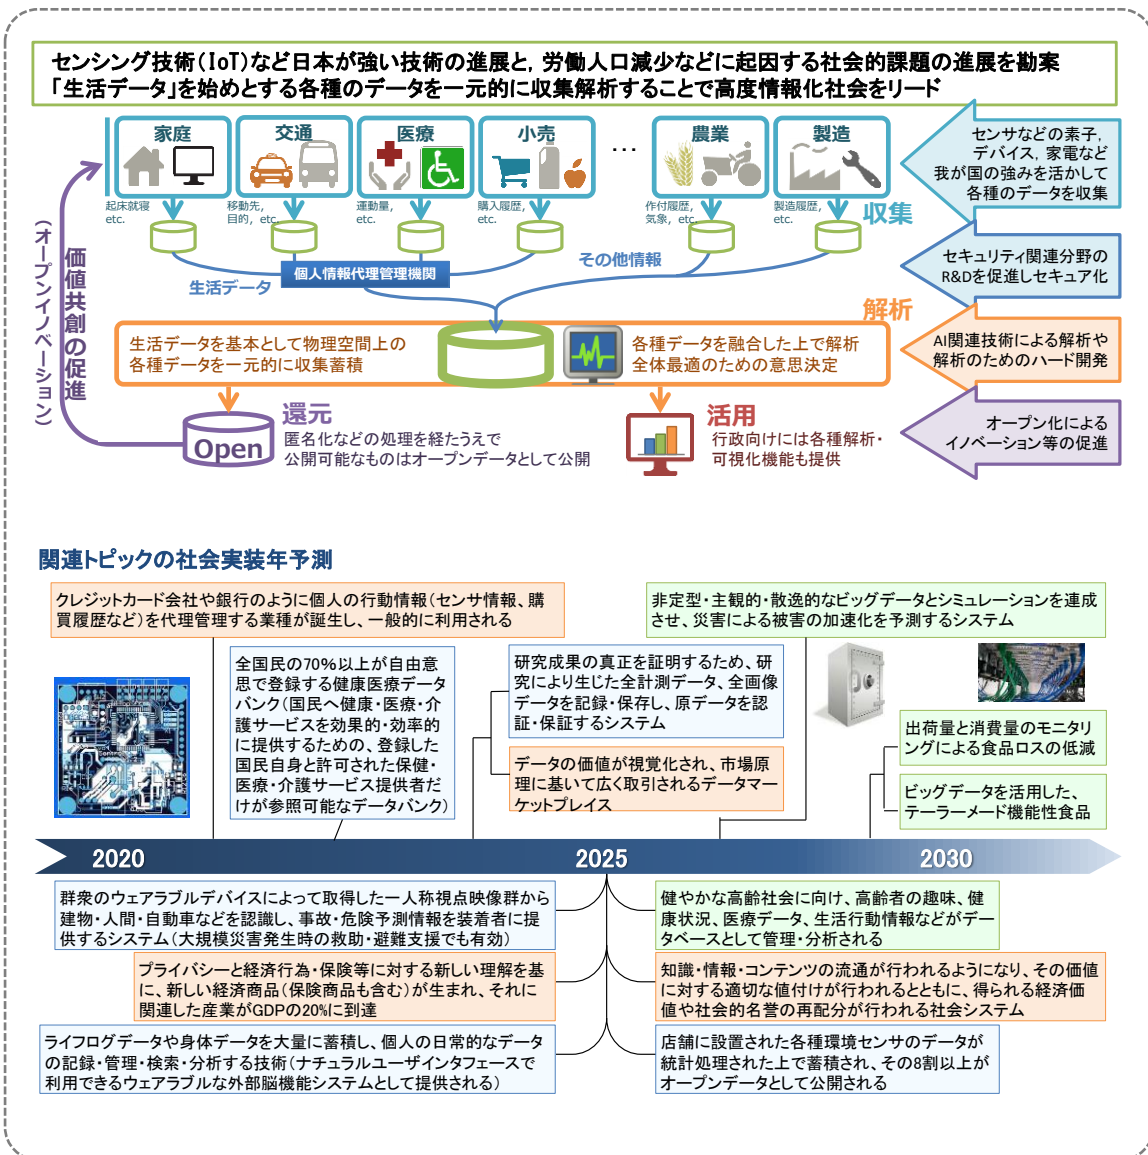 センシング技術(IoT)など日本が強い技術の進展と,労働人口減少などに起因する社会的課題の進展を勘案
「生活データ」を始めとする各種のデータを一元的に収集解析することで高度情報化社会をリード
家庭
交通
医療
小売
…
農業
製造
起床就寝
etc.
移動先,
目的, etc.
運動量,
etc.
購入履歴,
etc.
作付履歴,
気象, etc.
製造履歴,
etc.
収集
センサなどの素子,
デバイス, 家電など
我が国の強みを活かして
各種のデータを収集
個人情報代理管理機関
生活データ
その他情報
セキュリティ関連分野の
R&Dを促進しセキュア化
価値共創の促進
(オープンイノベーション)
解析
生活データを基本として物理空間上の
各種データを一元的に収集蓄積
各種データを融合した上で解析
全体最適のための意思決定
AI関連技術による解析や
解析のためのハード開発
Open
還元
匿名化などの処理を経たうえで
公開可能なものはオープンデータとして公開
活用
行政向けには各種解析・
可視化機能も提供
オープン化による
イノベーション等の促進
関連トピックの社会実装年予測
クレジットカード会社や銀行のように個人の行動情報(センサ情報、購
買履歴など)を代理管理する業種が誕生し、一般的に利用される
非定型・主観的・散逸的なビッグデータとシミュレーションを連成
させ、災害による被害の加速化を予測するシステム
全国民の70%以上が自由意
思で登録する健康医療データ
バンク(国民へ健康・医療・介
護サービスを効果的・効率的
に提供するための、登録した
国民自身と許可された保健・
医療・介護サービス提供者だ
けが参照可能なデータバンク)
研究成果の真正を証明するため、研
究により生じた全計測データ、全画像
データを記録・保存し、原データを認
証・保証するシステム
データの価値が視覚化され、市場原
理に基いて広く取引されるデータマー
ケットプレイス
出荷量と消費量のモニタ
リングによる食品ロスの低減
ビッグデータを活用した、
テーラーメード機能性食品
2020
2025
2030
群衆のウェアラブルデバイスによって取得した一人称視点映像群から
建物・人間・自動車などを認識し、事故・危険予測情報を装着者に提
供するシステム(大規模災害発生時の救助・避難支援でも有効)
健やかな高齢社会に向け、高齢者の趣味、健
康状況、医療データ、生活行動情報などがデー
タベースとして管理・分析される
プライバシーと経済行為・保険等に対する新しい理解を基
に、新しい経済商品(保険商品も含む)が生まれ、それに
関連した産業がGDPの20%に到達
知識・情報・コンテンツの流通が行われるようになり、その価値
に対する適切な値付けが行われるとともに、得られる経済価
値や社会的名誉の再配分が行われる社会システム
ライフログデータや身体データを大量に蓄積し、個人の日常的なデータ
の記録・管理・検索・分析する技術(ナチュラルユーザインタフェースで
利用できるウェアラブルな外部脳機能システムとして提供される)
店舗に設置された各種環境センサのデータが
統計処理された上で蓄積され、その8割以上が
オープンデータとして公開される